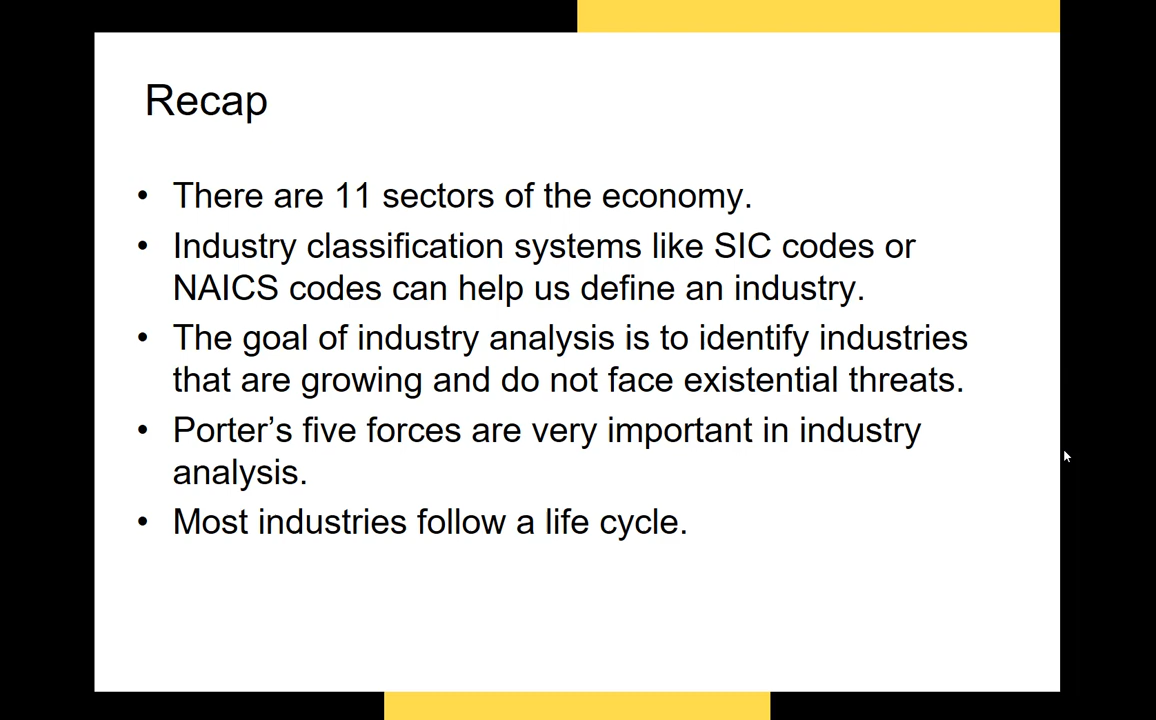 Recap
• There are 11 sectors of the economy.
• Industry classification systems like SIC codes or
NAICS codes can help us define an industry.
• The goal of industry analysis is to identify industries
that are growing and do not face existential threats.
• Porter’s five forces are very important in industry
analysis.
• Most industries follow a life cycle.